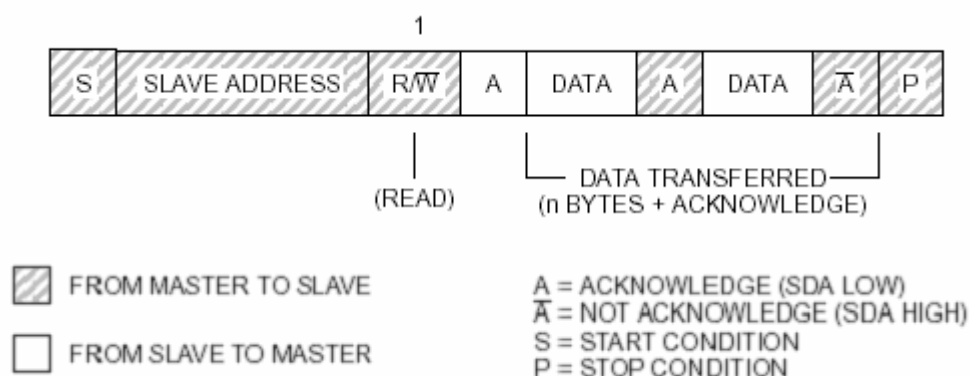 1
S SLAVE ADDRESS R/W̅ A DATA A DATA A̅ P
(READ)
DATA TRANSFERRED
(n BYTES + ACKNOWLEDGE)
FROM MASTER TO SLAVE
FROM SLAVE TO MASTER
A = ACKNOWLEDGE (SDA LOW)
A̅ = NOT ACKNOWLEDGE (SDA HIGH)
S = START CONDITION
P = STOP CONDITION